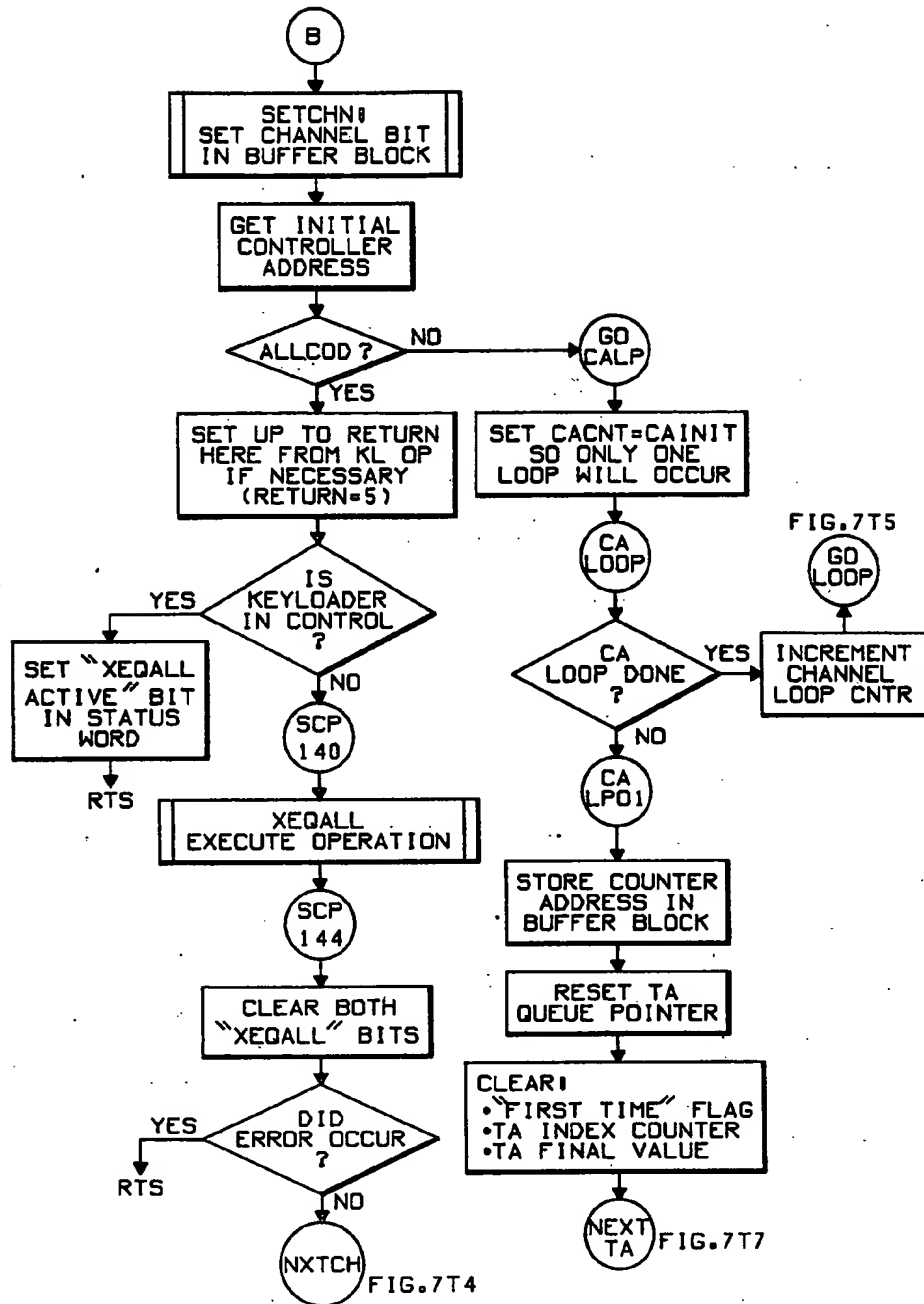 B
SETCHN:
SET CHANNEL BIT
IN BUFFER BLOCK
GET INITIAL
CONTROLLER
ADDRESS
ALLCOD ?
NO
YES
GO
CALP
SET UP TO RETURN
HERE FROM KL OP
IF NECESSARY
(RETURN=5)
SET CACNT=CAINIT
SO ONLY ONE
LOOP WILL OCCUR
IS
KEYLOADER
IN CONTROL
?
YES
NO
SET "XEQALL
ACTIVE" BIT
IN STATUS
WORD
RTS
CA
LOOP
FIG.7T5
GO
LOOP
CA
LOOP DONE
?
YES
NO
INCREMENT
CHANNEL
LOOP CNTR
SCP
140
XEQALL
EXECUTE OPERATION
SCP
144
CLEAR BOTH
"XEQALL" BITS
DID
ERROR OCCUR
?
YES
RTS
NO
NXTCH
FIG.7T4
CA
LP01
STORE COUNTER
ADDRESS IN
BUFFER BLOCK
RESET TA
QUEUE POINTER
CLEAR:
•"FIRST TIME" FLAG
•TA INDEX COUNTER
•TA FINAL VALUE
NEXT
TA
FIG.7T7